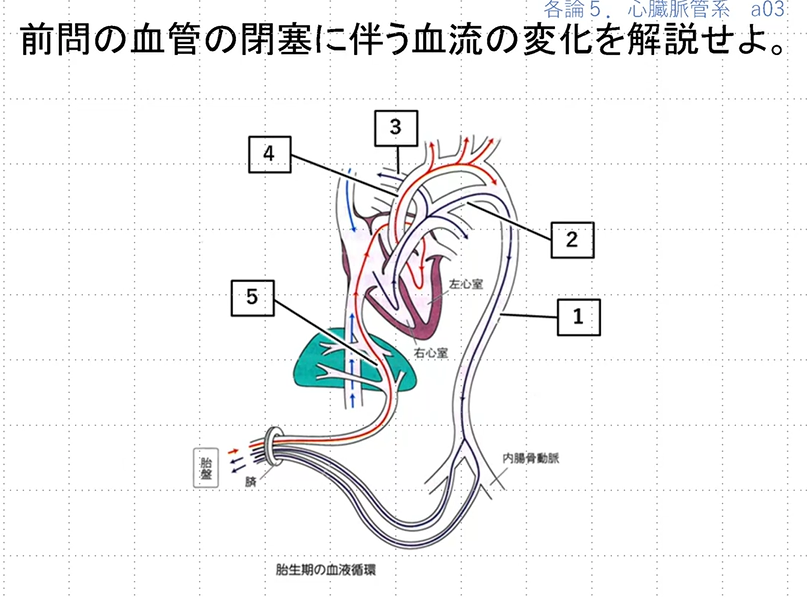 各論５．心臓脈管系　a03
前問の血管の閉塞に伴う血流の変化を解説せよ。
3
4
2
5
左心室
1
右心室
胎盤
臍
内腸骨動脈
胎生期の血液循環